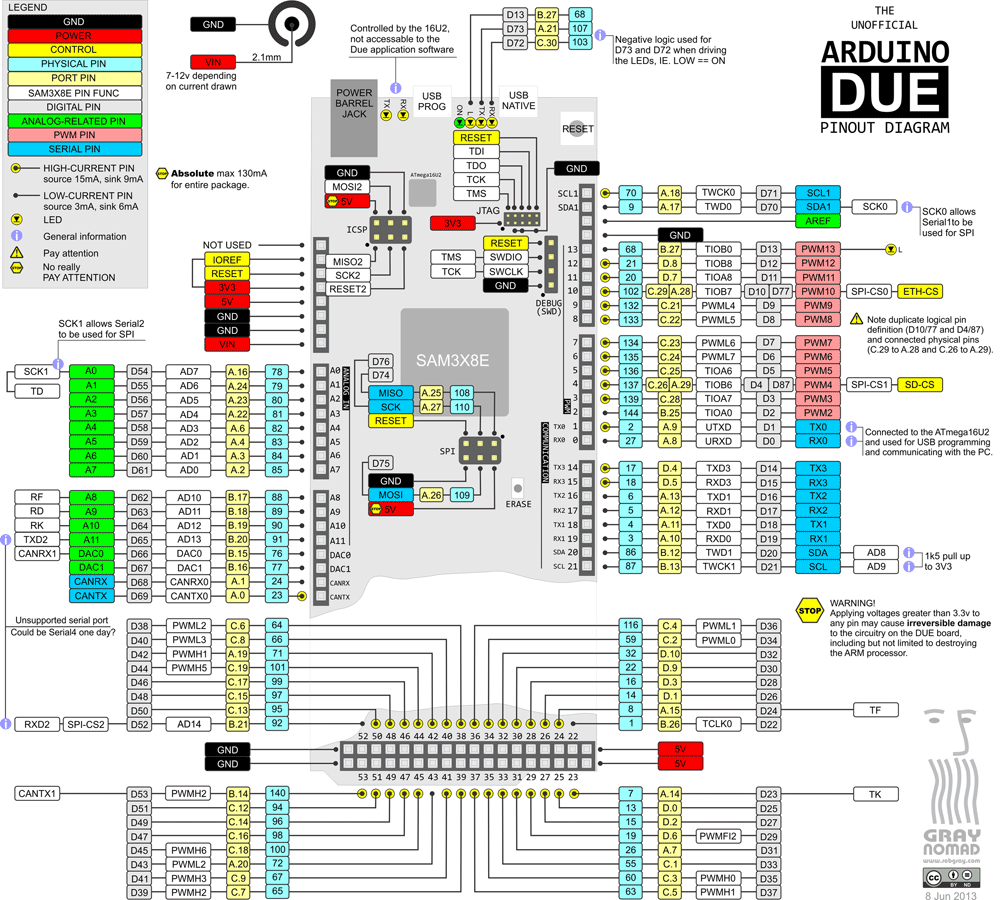 LEGEND
GND
POWER
CONTROL
PHYSICAL PIN
PORT PIN
SAM3X8E PIN FUNC
DIGITAL PIN
ANALOG-RELATED PIN
PWM PIN
SERIAL PIN
HIGH-CURRENT PIN
source 15mA, sink 9mA
LOW-CURRENT PIN
source 3mA, sink 6mA
LED
General information
Pay attention
No really
PAY ATTENTION
GND
VIN
2.1mm
7-12v depending
on current drawn
STOP Absolute max 130mA
for entire package.
Controlled by the 16U2,
not accessable to the
Due application software
D13 B.27 68
D73 A.21 107
D72 C.30 103
Negative logic used for
D73 and D72 when driving
the LEDs, IE. LOW == ON
THE
UNOFFICIAL
ARDUINO
DUE
PINOUT DIAGRAM
POWER
BARREL
JACK
TX
RX
USB
PROG
ON
L
TX
RX
USB
NATIVE
RESET
RESET
TDI
TDO
TCK
TMS
GND
JTAG
3V3
ATmega16U2
GND
MOSI2
5V
ICSP
MISO2
SCK2
RESET2
RESET
TMS SWDIO
TCK SWCLK
GND
DEBUG
(SWD)
NOT USED
IOREF
RESET
3V3
5V
GND
GND
VIN
SAM3X8E
SCK1 allows Serial2
to be used for SPI
SCK1 A0 D54 AD7 A.16 78 A0
TD A1 D55 AD6 A.24 79 A1
A2 D56 AD5 A.23 80 A2
A3 D57 AD4 A.22 81 A3
A4 D58 AD3 A.6 82 A4
A5 D59 AD2 A.4 83 A5
A6 D60 AD1 A.3 84 A6
A7 D61 AD0 A.2 85 A7
ANALOG IN
RF A8 D62 AD10 B.17 88 A8
RD A9 D63 AD11 B.18 89 A9
RK A10 D64 AD12 B.19 90 A10
TXD2 A11 D65 AD13 B.20 91 A11
CANRX1 DAC0 D66 DAC0 B.15 76 DAC0
DAC1 D67 DAC1 B.16 77 DAC1
CANRX D68 CANRX0 A.1 24 CANRX
CANTX D69 CANTX0 A.0 23 CANTX
D76
D74
MISO A.25 108
SCK A.27 110
RESET
SPI
D75
GND
MOSI A.26 109
5V
ERASE
SCL1 70 A.18 TWCK0 D71 SCL1
SDA1 9 A.17 TWD0 D70 SDA1 SCK0
AREF
SCK0 allows
Serial1to be
used for SPI
GND
13 68 B.27 TIOB0 D13 PWM13 L
12 21 D.8 TIOB8 D12 PWM12
11 20 D.7 TIOA8 D11 PWM11
10 102 C.29 A.28 TIOB7 D10 D77 PWM10 SPI-CS0 ETH-CS
9 132 C.21 PWML4 D9 PWM9
8 133 C.22 PWML5 D8 PWM8
Note duplicate logical pin
definition (D10/77 and D4/87)
and connected physical pins
(C.29 to A.28 and C.26 to A.29).
7 134 C.23 PWML6 D7 PWM7
6 135 C.24 PWML7 D6 PWM6
5 136 C.25 TIOA6 D5 PWM5
4 137 C.26 A.29 TIOB6 D4 D87 PWM4 SPI-CS1 SD-CS
3 139 C.28 TIOA7 D3 PWM3
2 144 B.25 TIOA0 D2 PWM2
TX0 1 2 A.9 UTXD D1 TX0
RX0 0 27 A.8 URXD D0 RX0
PWM
COMMUNICATION
Connected to the ATmega16U2
and used for USB programming
and communicating with the PC.
TX3 14 17 D.4 TXD3 D14 TX3
RX3 15 18 D.5 RXD3 D15 RX3
TX2 16 6 A.13 TXD1 D16 TX2
RX2 17 5 A.12 RXD1 D17 RX2
TX1 18 4 A.11 TXD0 D18 TX1
RX1 19 3 A.10 RXD0 D19 RX1
SDA 20 86 B.12 TWD1 D20 SDA AD8
SCL 21 87 B.13 TWCK1 D21 SCL AD9
1k5 pull up
to 3V3
STOP
WARNING!
Applying voltages greater than 3.3v to
any pin may cause irreversible damage
to the circuitry on the DUE board,
including but not limited to destroying
the ARM processor.
Unsupported serial port
Could be Serial4 one day?
D38 PWML2 C.6 64
D40 PWML3 C.8 66
D42 PWMH1 A.19 71
D44 PWMH5 C.19 101
D46 C.17 99
D48 C.15 97
D50 C.13 95
RXD2 SPI-CS2 D52 AD14 B.21 92
116 C.4 PWML1 D36
59 C.2 PWML0 D34
32 D.10 D32
22 D.9 D30
16 D.3 D28
14 D.1 D26
8 A.15 D24 TF
1 B.26 TCLK0 D22
52 50 48 46 44 42 40 38 36 34 32 30 28 26 24 22
GND
GND
5V
5V
53 51 49 47 45 43 41 39 37 35 33 31 29 27 25 23
CANTX1 D53 PWMH2 B.14 140
D51 C.12 94
D49 C.14 96
D47 C.16 98
D45 PWMH6 C.18 100
D43 PWML2 A.20 72
D41 PWMH3 C.9 67
D39 PWMH2 C.7 65
7 A.14 D23 TK
13 D.0 D25
15 D.2 D27
19 D.6 PWMFI2 D29
26 A.7 D31
55 C.1 D33
60 C.3 PWMH0 D35
63 C.5 PWMH1 D37
GRAY
NOMAD
www.robgray.com
CC BY ND
8 Jun 2013